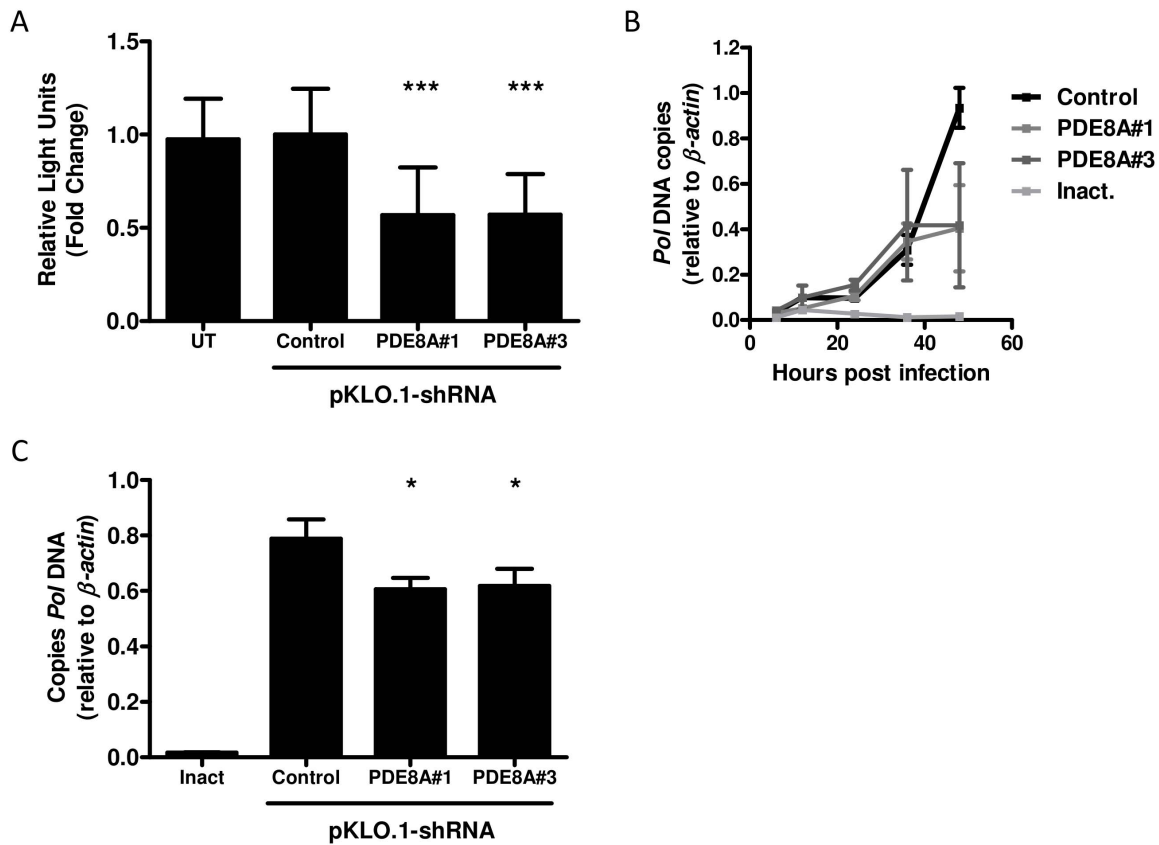 A
Relative Light Units
(Fold Change)
1.5
1.0
0.5
0.0
***
***
UT
Control
PDE8A#1
PDE8A#3
pKLO.1-shRNA
B
Pol DNA copies
(relative to β-actin)
1.2
1.0
0.8
0.6
0.4
0.2
0.0
0
20
40
60
Hours post infection
Control
PDE8A#1
PDE8A#3
Inact.
C
Copies Pol DNA
(relative to β-actin)
1.0
0.8
0.6
0.4
0.2
0.0
*
*
Inact
Control
PDE8A#1
PDE8A#3
pKLO.1-shRNA